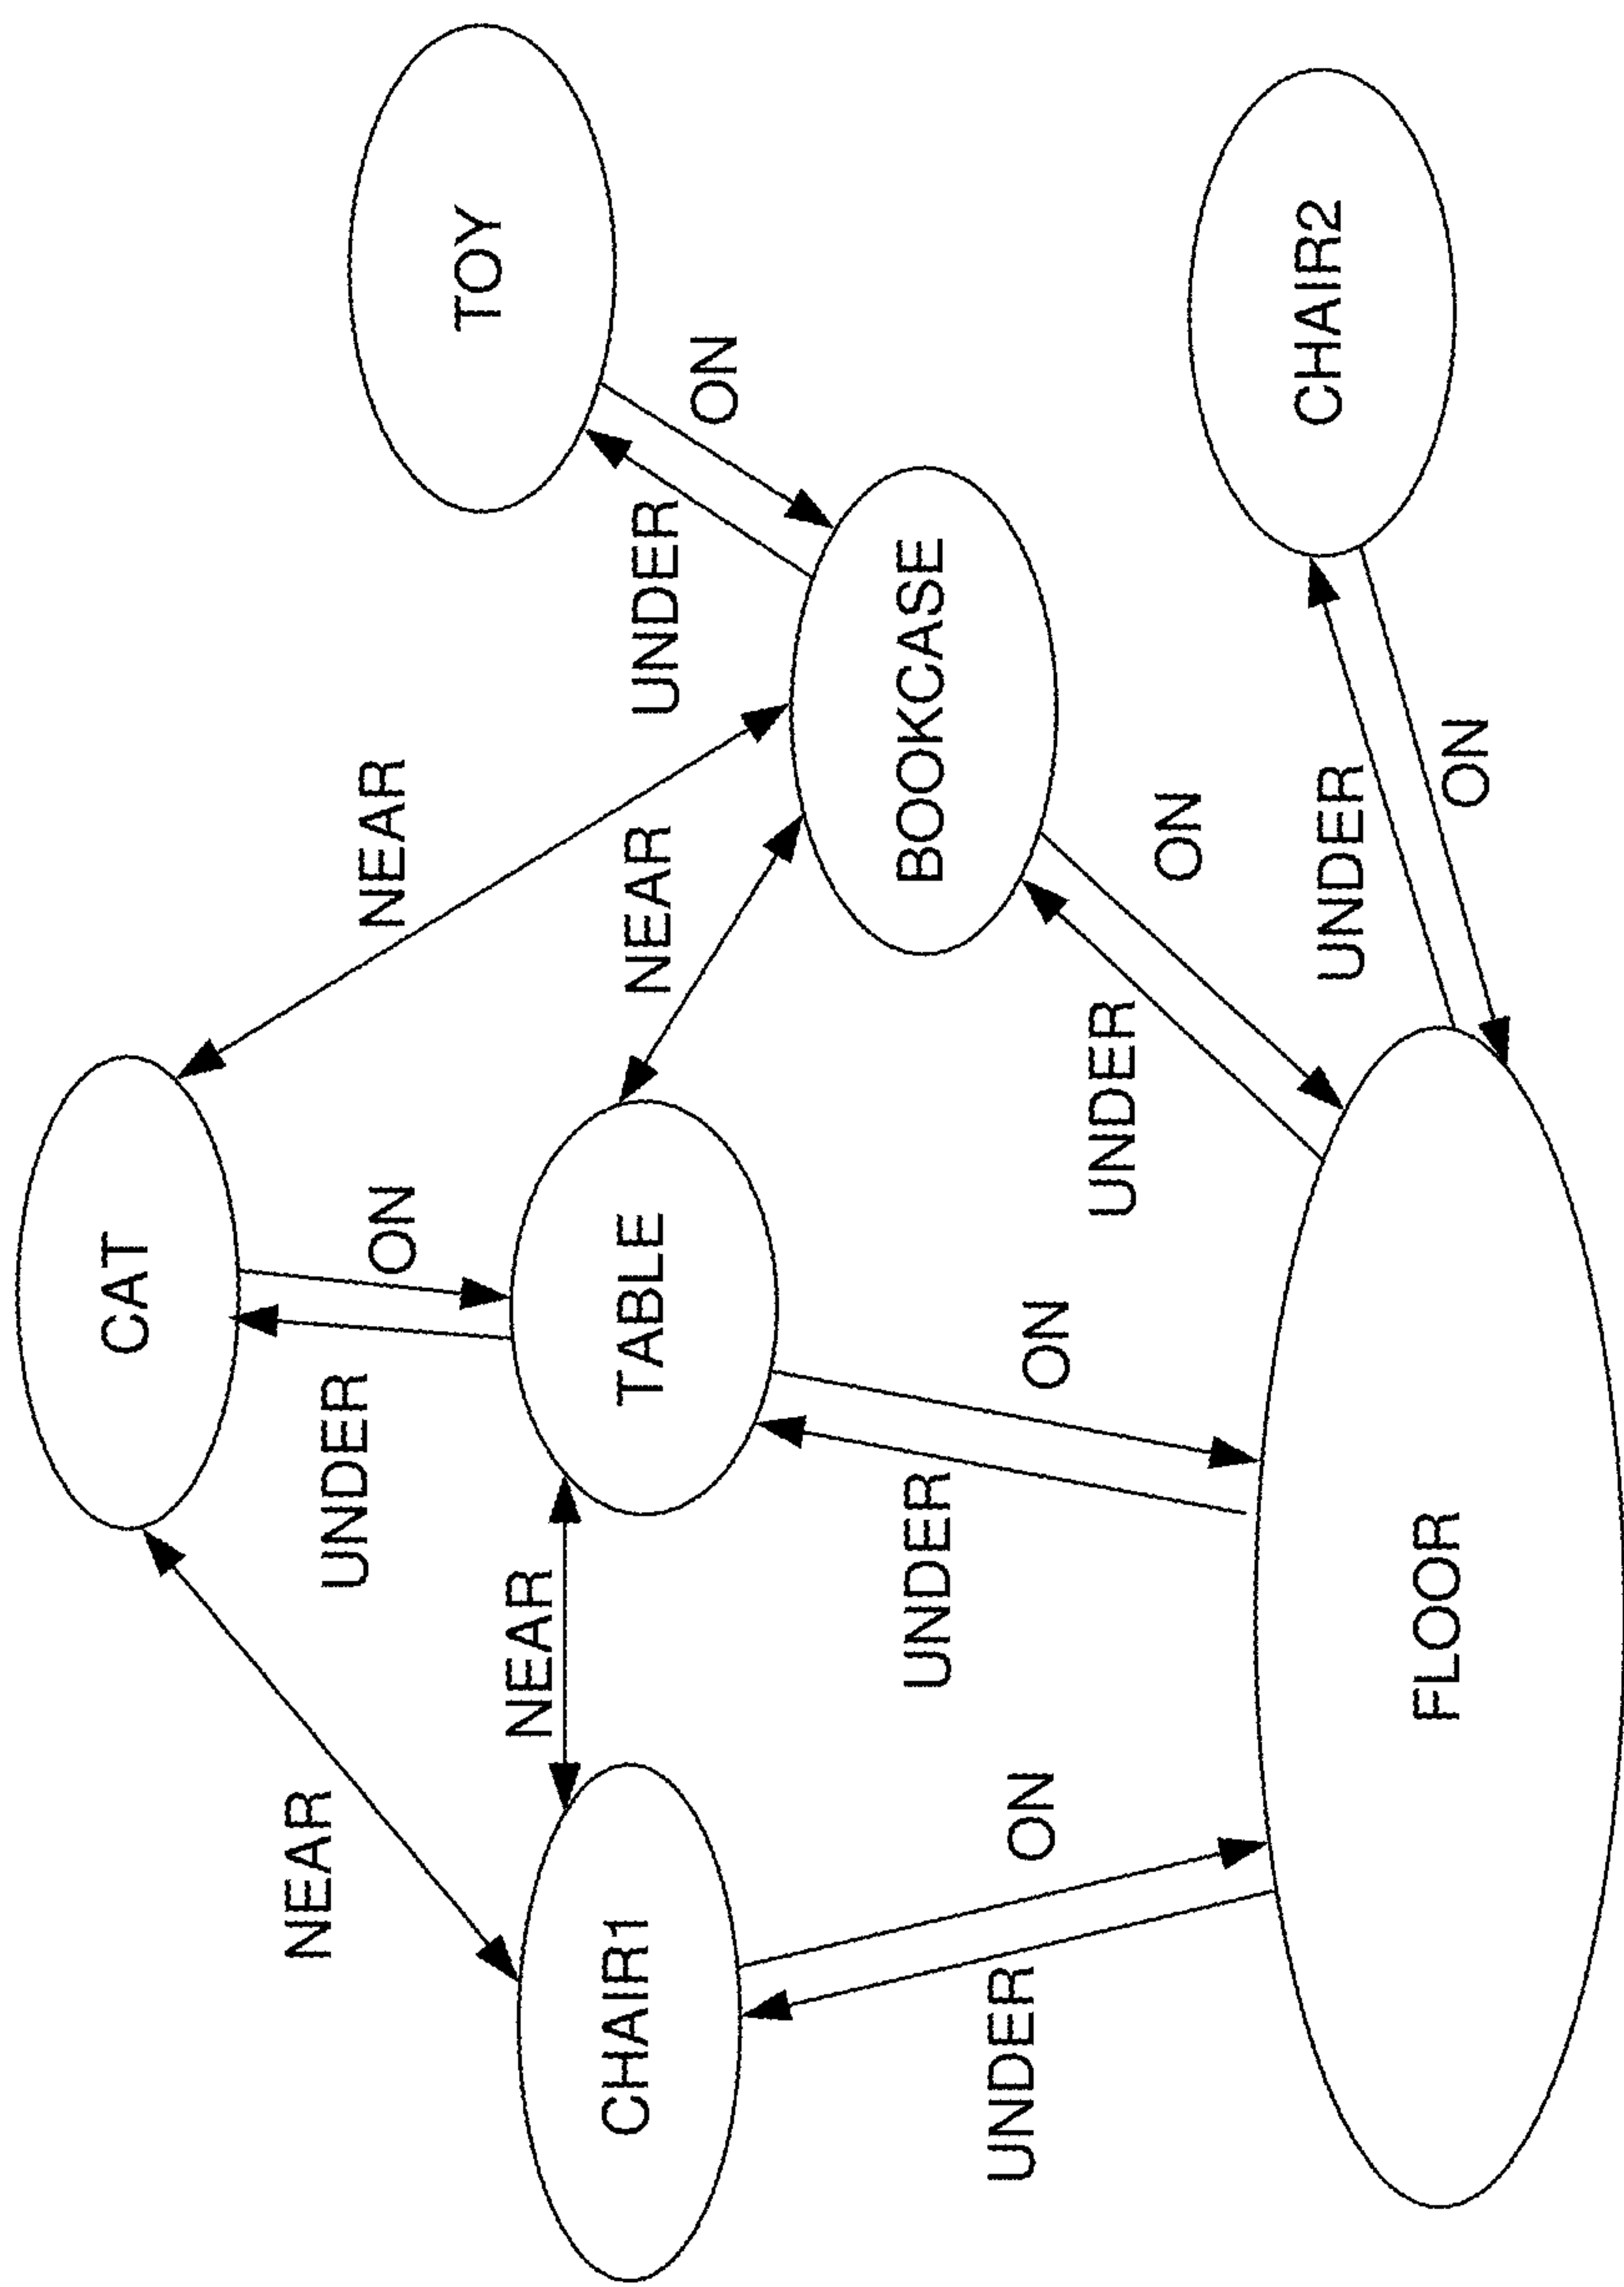 CAT
TOY
NEAR
ON
UNDER
NEAR
NEAR
ON
UNDER
NEAR
TABLE
BOOKCASE
CHAIR1
ON
UNDER
ON
UNDER
ON
UNDER
UNDER
ON
CHAIR2
FLOOR